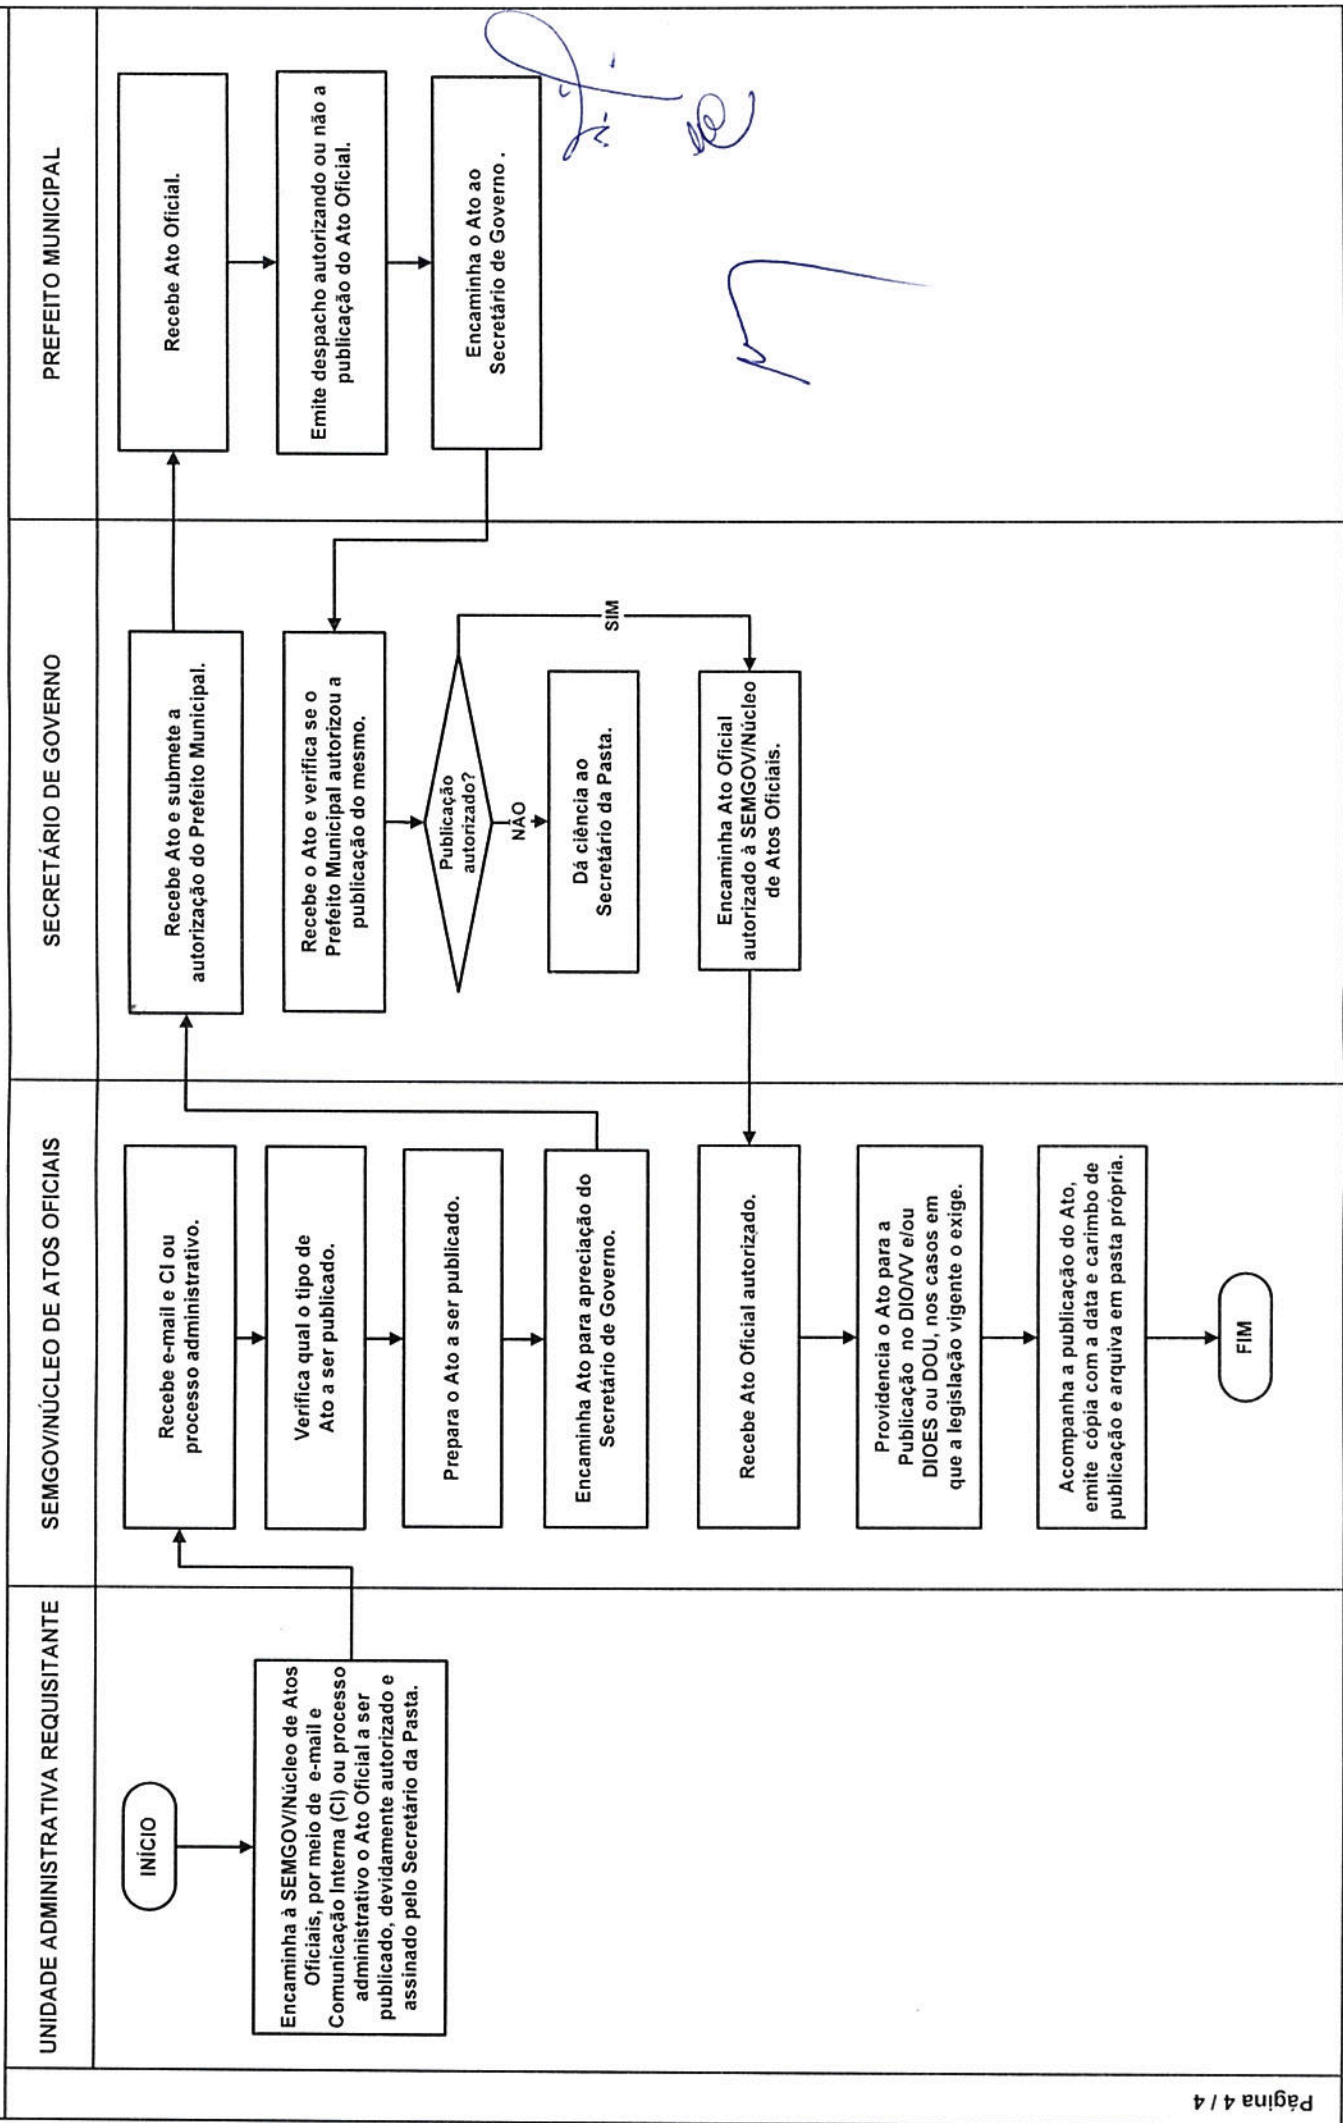 UNIDADE ADMINISTRATIVA REQUISITANTE
SEMGOV/NÚCLEO DE ATOS OFICIAIS
SECRETÁRIO DE GOVERNO
PREFEITO MUNICIPAL
INÍCIO
Encaminha à SEMGOV/Núcleo de Atos
Oficiais, por meio de e-mail e
Comunicação Interna (CI) ou processo
administrativo o Ato Oficial a ser
publicado, devidamente autorizado e
assinado pelo Secretário da Pasta.
Recebe e-mail e CI ou
processo administrativo.
Verifica qual o tipo de
Ato a ser publicado.
Prepara o Ato a ser publicado.
Encaminha Ato para apreciação do
Secretário de Governo.
Recebe Ato e submete a
autorização do Prefeito Municipal.
Recebe Ato Oficial.
Emite despacho autorizando ou não a
publicação do Ato Oficial.
Encaminha o Ato ao
Secretário de Governo .
Recebe o Ato e verifica se o
Prefeito Municipal autorizou a
publicação do mesmo.
Publicação
autorizado?
NÃO
SIM
Dá ciência ao
Secretário da Pasta.
Encaminha Ato Oficial
autorizado à SEMGOV/Núcleo
de Atos Oficiais.
Recebe Ato Oficial autorizado.
Providencia o Ato para a
Publicação no DIO/VV e/ou
DIOES ou DOU, nos casos em
que a legislação vigente o exige.
Acompanha a publicação do Ato,
emite cópia com a data e carimbo de
publicação e arquiva em pasta própria.
FIM
Página 4 / 4